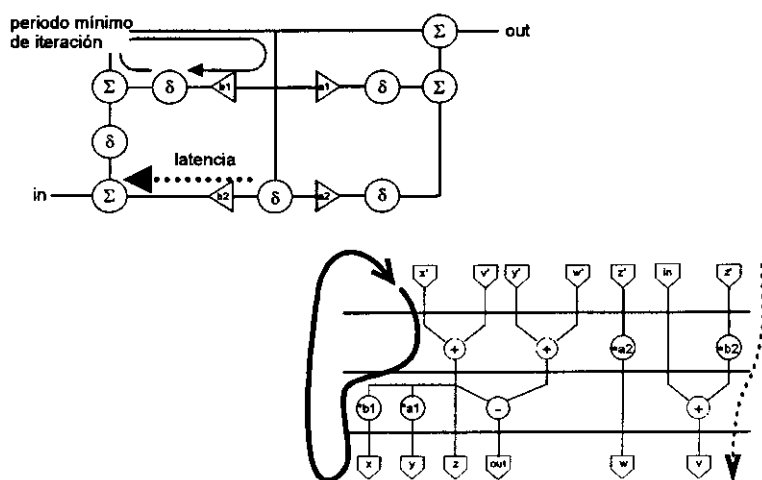 periodo mínimo
de iteración
Σ out
Σ δ b1 a1 δ Σ
δ
latencia
in Σ b2 δ a2 δ
x' v' y' w' z' in z'
+ + *a2 *b2
*b1 *a1 - +
x y z out w v